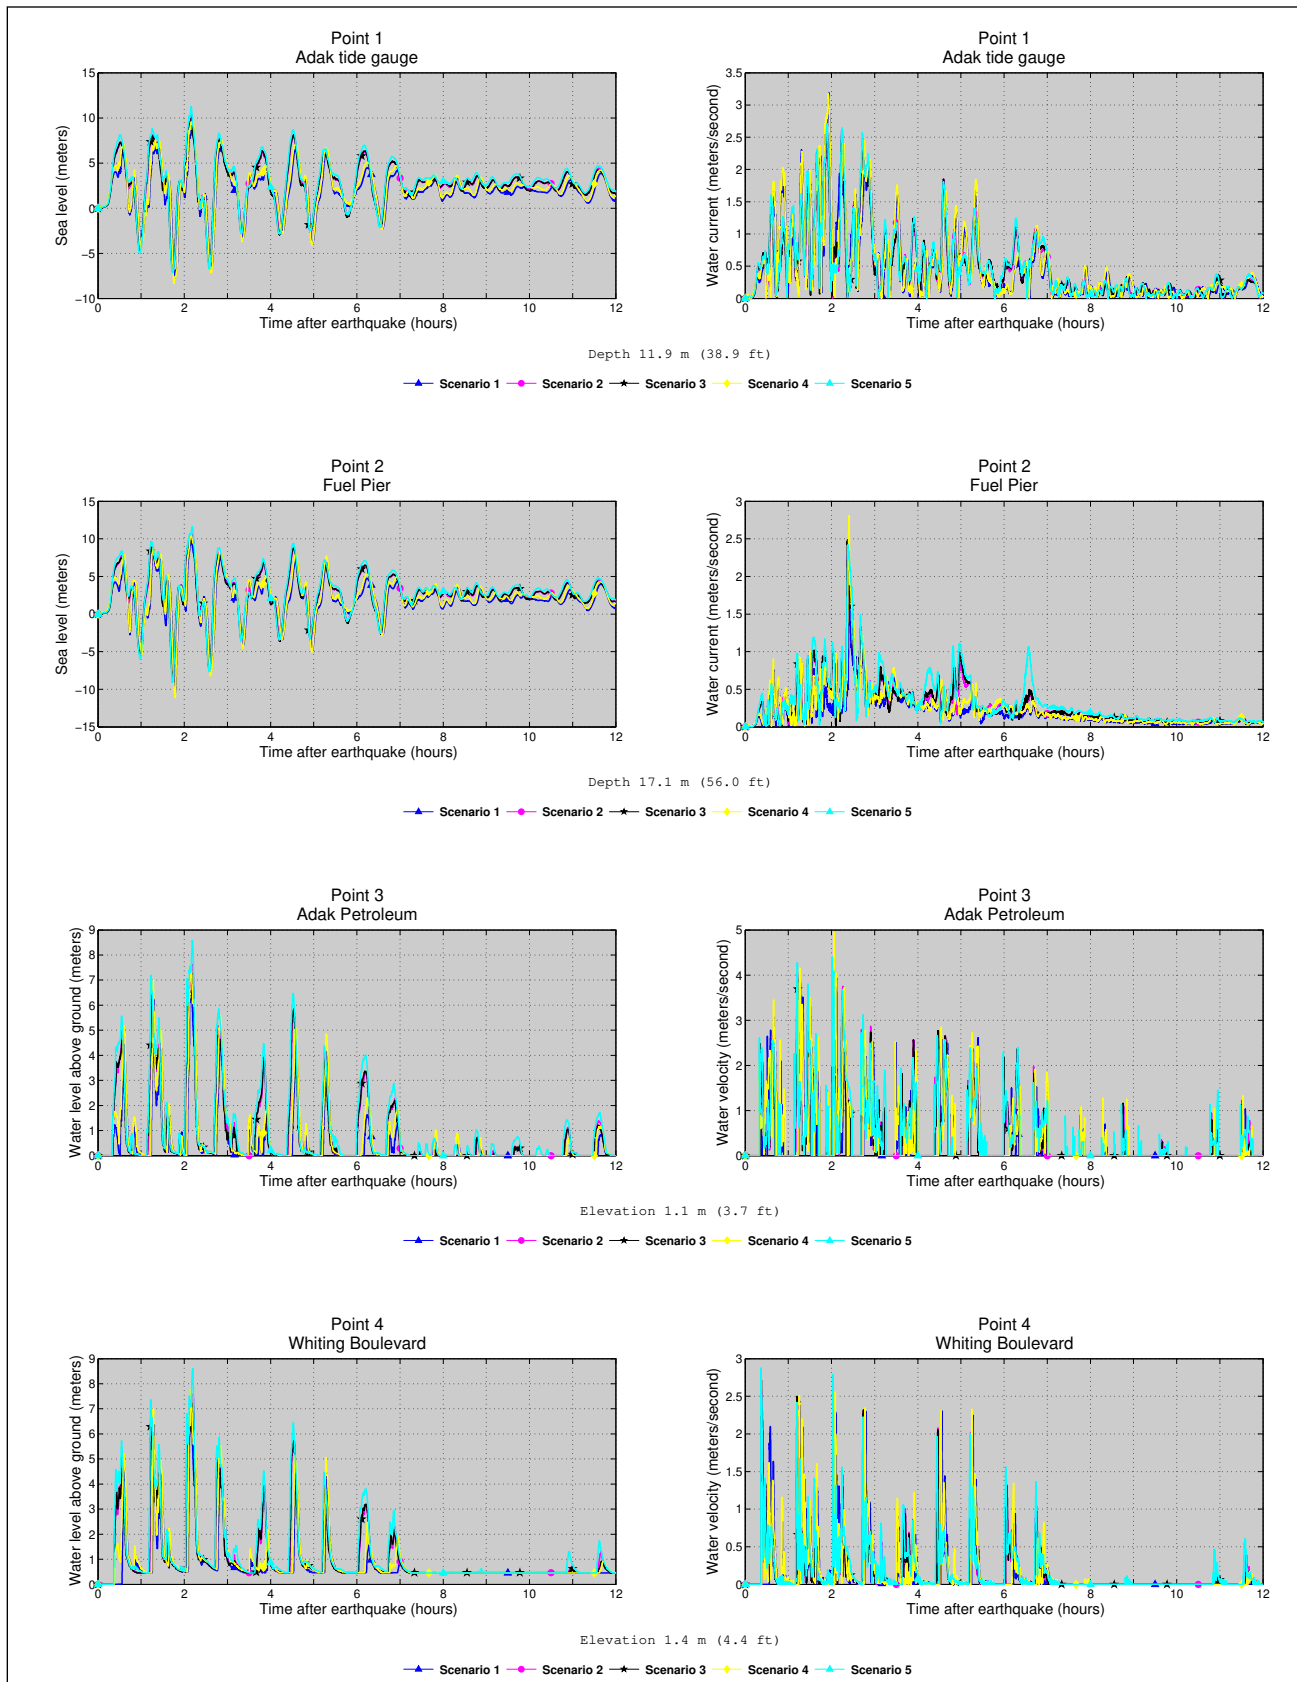 Point 1
Adak tide gauge
Sea level (meters)
15
10
5
0
−5
−10
0 2 4 6 8 10 12
Time after earthquake (hours)
Point 1
Adak tide gauge
Water current (meters/second)
3.5
3
2.5
2
1.5
1
0.5
0
0 2 4 6 8 10 12
Time after earthquake (hours)
Depth 11.9 m (38.9 ft)
Scenario 1 Scenario 2 Scenario 3 Scenario 4 Scenario 5
Point 2
Fuel Pier
Sea level (meters)
15
10
5
0
−5
−10
−15
0 2 4 6 8 10 12
Time after earthquake (hours)
Point 2
Fuel Pier
Water current (meters/second)
3
2.5
2
1.5
1
0.5
0
0 2 4 6 8 10 12
Time after earthquake (hours)
Depth 17.1 m (56.0 ft)
Scenario 1 Scenario 2 Scenario 3 Scenario 4 Scenario 5
Point 3
Adak Petroleum
Water level above ground (meters)
9
8
7
6
5
4
3
2
1
0
0 2 4 6 8 10 12
Time after earthquake (hours)
Point 3
Adak Petroleum
Water velocity (meters/second)
5
4
3
2
1
0
0 2 4 6 8 10 12
Time after earthquake (hours)
Elevation 1.1 m (3.7 ft)
Scenario 1 Scenario 2 Scenario 3 Scenario 4 Scenario 5
Point 4
Whiting Boulevard
Water level above ground (meters)
9
8
7
6
5
4
3
2
1
0
0 2 4 6 8 10 12
Time after earthquake (hours)
Point 4
Whiting Boulevard
Water velocity (meters/second)
3
2.5
2
1.5
1
0.5
0
0 2 4 6 8 10 12
Time after earthquake (hours)
Elevation 1.4 m (4.4 ft)
Scenario 1 Scenario 2 Scenario 3 Scenario 4 Scenario 5